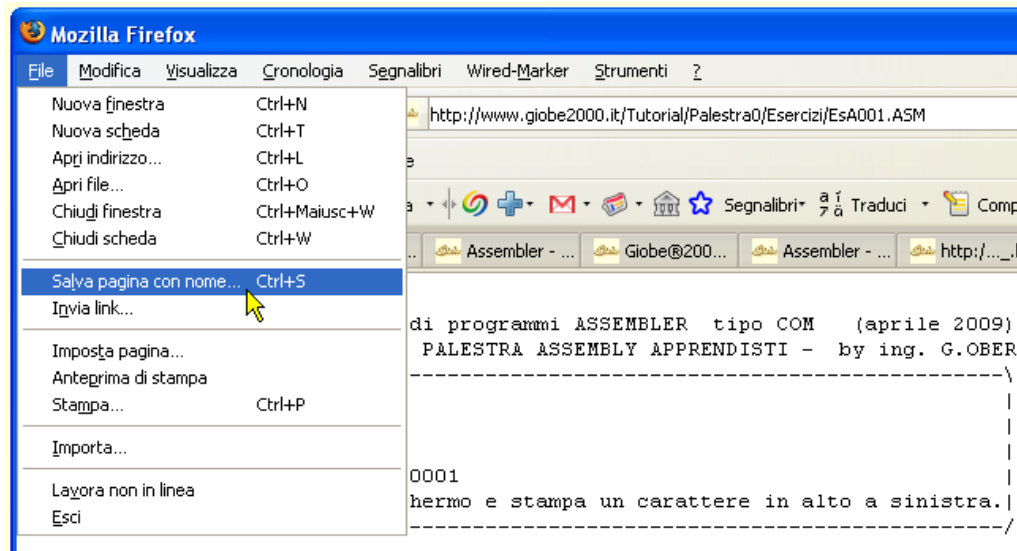 Mozilla Firefox
File Modifica Visualizza Cronologia Segnalibri Wired-Marker Strumenti ?
Nuova finestra Ctrl+N
Nuova scheda Ctrl+T
Apri indirizzo... Ctrl+L
Apri file... Ctrl+O
Chiudi finestra Ctrl+Maiusc+W
Chiudi scheda Ctrl+W
Salva pagina con nome... Ctrl+S
Invia link...
Imposta pagina...
Anteprima di stampa
Stampa... Ctrl+P
Importa...
Lavora non in linea
Esci
http://www.giobe2000.it/Tutorial/Palestra0/Esercizi/EsA001.ASM
Segnalibri Traduci Comp
Assembler - ... Giobe®200... Assembler - ... http:/..._.
di programmi ASSEMBLER tipo COM (aprile 2009)
PALESTRA ASSEMBLY APPRENDISTI - by ing. G.OBER
-----------------------------------------------------\
|
|
|
0001 |
hermo e stampa un carattere in alto a sinistra.|
-----------------------------------------------------/